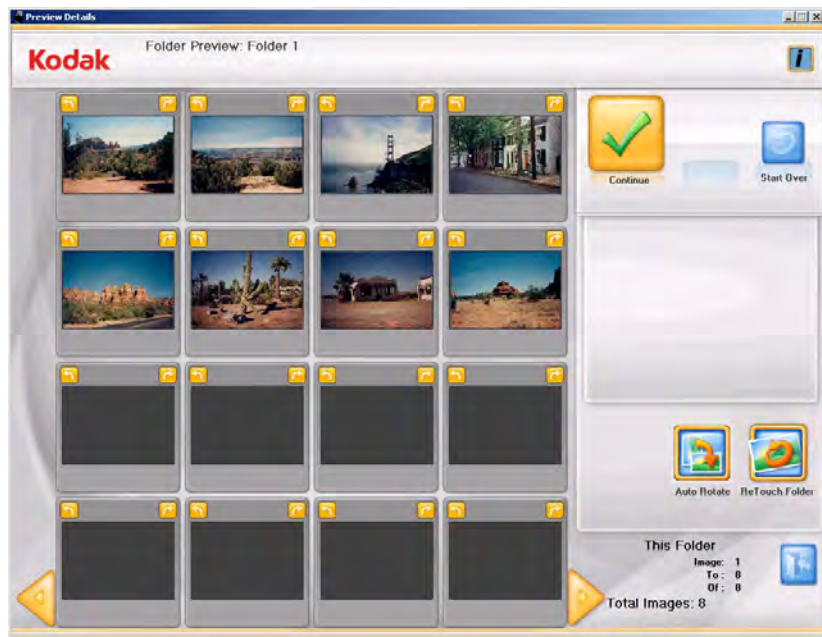 Preview Details
Kodak
Folder Preview: Folder 1
i
Continue
Start Over
Auto Rotate
ReTouch Folder
This Folder
Image: 1
To: 8
Of: 8
Total Images: 8